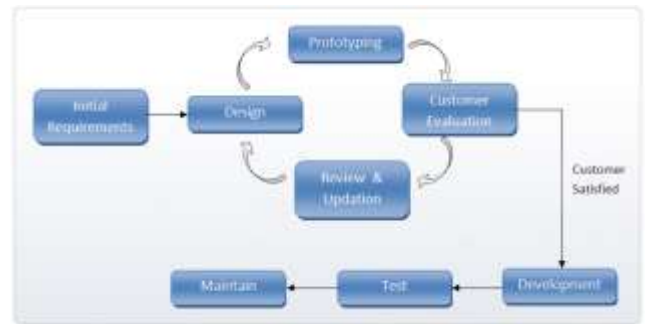 Prototyping
Initial
Requirements
Design
Customer
Evaluation
Review &
Updation
Customer
Satisfied
Maintain
Test
Development